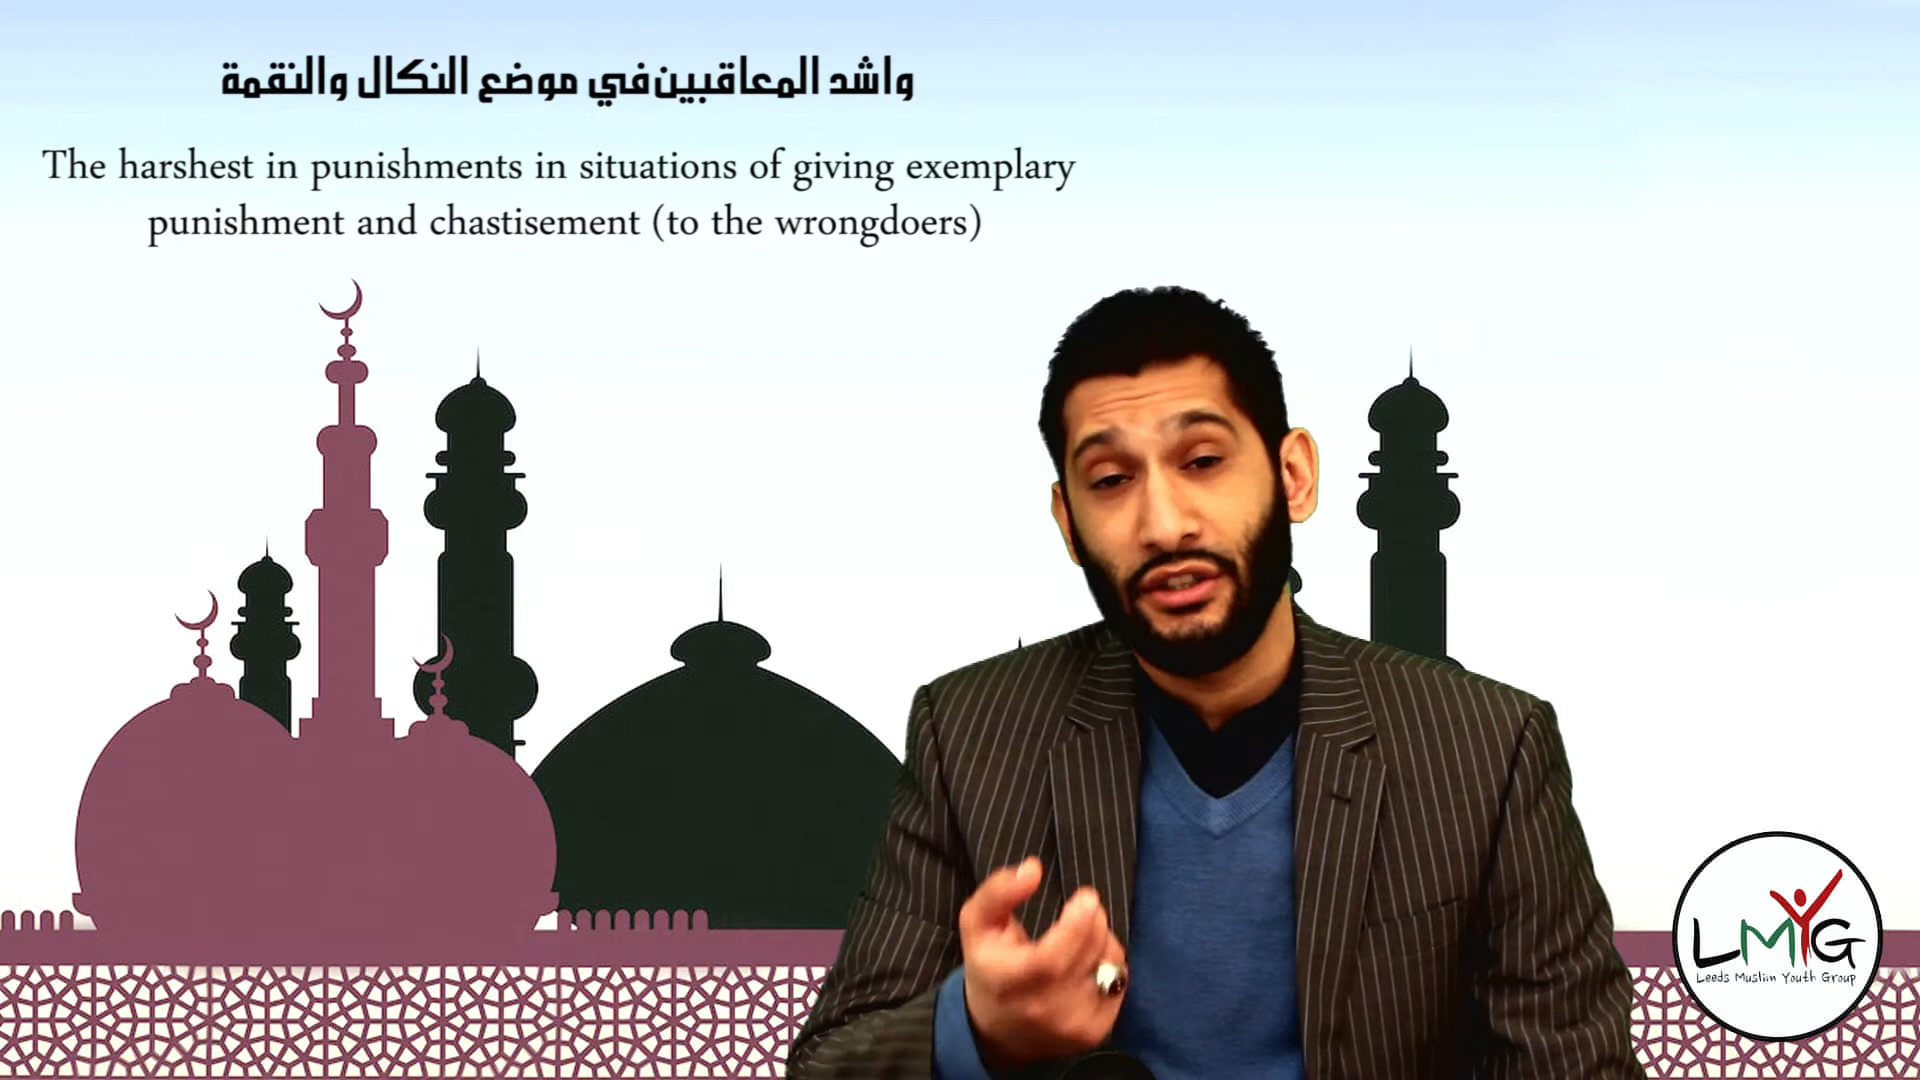 واشد المعاقبين في موضع النكال والنقمة
The harshest in punishments in situations of giving exemplary
punishment and chastisement (to the wrongdoers)
LMYG
Leeds Muslim Youth Group